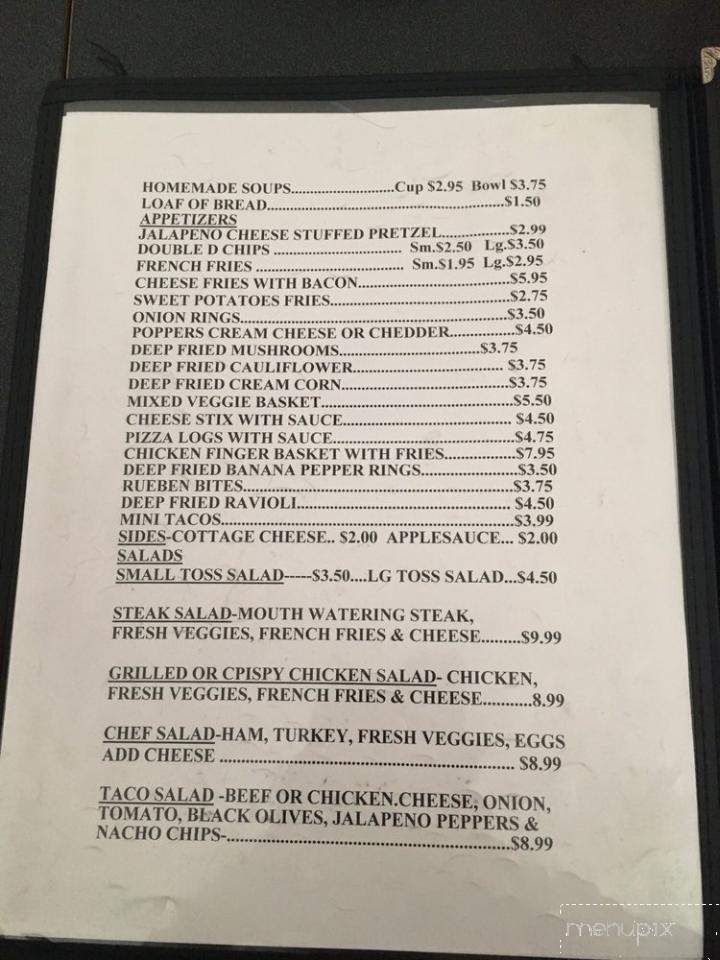 HOMEMADE SOUPS...........................Cup $2.95 Bowl $3.75
LOAF OF BREAD..............................................................$1.50
APPETIZERS
JALAPENO CHEESE STUFFED PRETZEL..................$2.99
DOUBLE D CHIPS .................................. Sm.$2.50 Lg.$3.50
FRENCH FRIES ....................................... Sm.$1.95 Lg.$2.95
CHEESE FRIES WITH BACON........................................$5.95
SWEET POTATOES FRIES...............................................$2.75
ONION RINGS......................................................................$3.50
POPPERS CREAM CHEESE OR CHEDDER.................$4.50
DEEP FRIED MUSHROOMS.....................................$3.75
DEEP FRIED CAULIFLOWER....................................... $3.75
DEEP FRIED CREAM CORN............................................$3.75
MIXED VEGGIE BASKET..................................................$5.50
CHEESE STIX WITH SAUCE............................................ $4.50
PIZZA LOGS WITH SAUCE................................................$4.75
CHICKEN FINGER BASKET WITH FRIES..................$7.95
DEEP FRIED BANANA PEPPER RINGS.........................$3.50
RUEBEN BITES.......................................................................$3.75
DEEP FRIED RAVIOLI....................................................... $4.50
MINI TACOS.............................................................................$3.99
SIDES-COTTAGE CHEESE.. $2.00 APPLESAUCE... $2.00
SALADS
SMALL TOSS SALAD-----$3.50....LG TOSS SALAD...$4.50
STEAK SALAD-MOUTH WATERING STEAK,
FRESH VEGGIES, FRENCH FRIES & CHEESE.........$9.99
GRILLED OR CPISPY CHICKEN SALAD- CHICKEN,
FRESH VEGGIES, FRENCH FRIES & CHEESE...........8.99
CHEF SALAD-HAM, TURKEY, FRESH VEGGIES, EGGS
ADD CHEESE .................................................................... $8.99
TACO SALAD -BEEF OR CHICKEN.CHEESE, ONION,
TOMATO, BLACK OLIVES, JALAPENO PEPPERS &
NACHO CHIPS-....................................................................$8.99
menupix